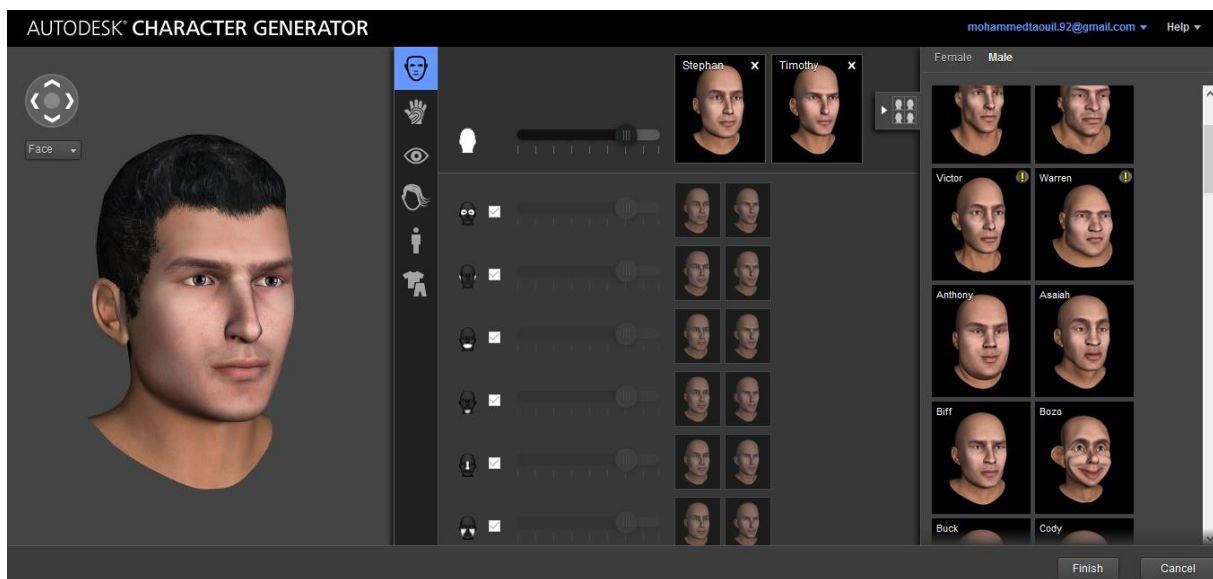 AUTODESK® CHARACTER GENERATOR
mohammedtaouil.92@gmail.com
Help
Face
Stephan
Timothy
Female Male
Victor
Warren
Anthony
Asaiah
Biff
Bozo
Buck
Cody
Finish
Cancel